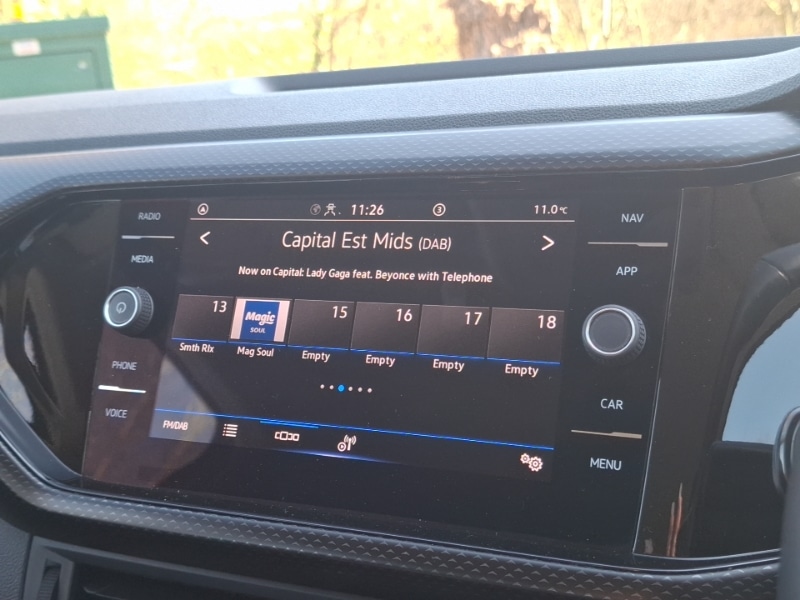 RADIO
MEDIA
PHONE
VOICE
11:26
3
11.0°C
Capital Est Mids (DAB)
Now on Capital: Lady Gaga feat. Beyonce with Telephone
13
Magic
SOUL
15
16
17
18
Smth Rlx
Mag Soul
Empty
Empty
Empty
Empty
FM/DAB
NAV
APP
CAR
MENU